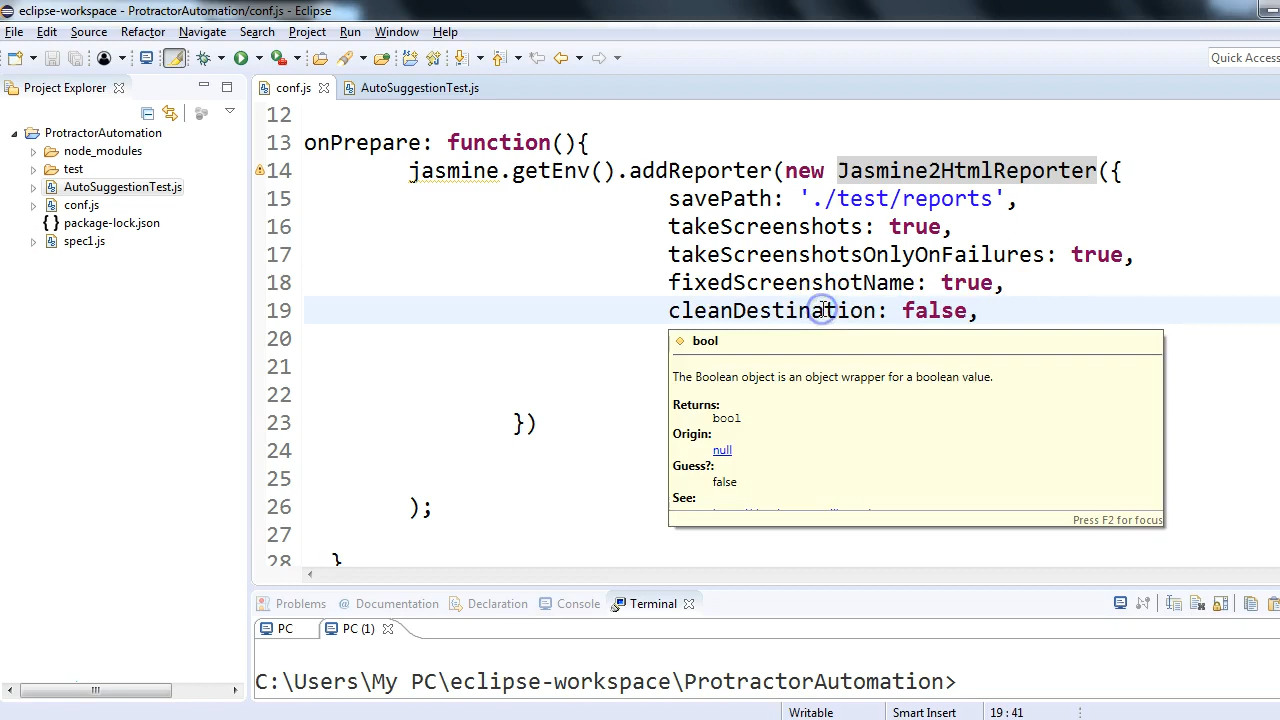 eclipse-workspace - ProtractorAutomation/conf.js - Eclipse
File Edit Source Refactor Navigate Search Project Run Window Help
Quick Access
Project Explorer
conf.js AutoSuggestionTest.js
ProtractorAutomation
node_modules
test
AutoSuggestionTest.js
conf.js
package-lock.json
spec1.js
12
13 onPrepare: function(){
14 jasmine.getEnv().addReporter(new Jasmine2HtmlReporter({
15 savePath: './test/reports',
16 takeScreenshots: true,
17 takeScreenshotsOnlyOnFailures: true,
18 fixedScreenshotName: true,
19 cleanDestination: false,
20
21
22
23 })
24
25
26 );
27
28 }
bool
The Boolean object is an object wrapper for a boolean value.
Returns:
bool
Origin:
null
Guess?:
false
See:
Press F2 for focus
Problems @ Documentation Declaration Console Terminal
PC PC (1)
C:\Users\My PC\eclipse-workspace\ProtractorAutomation>
Writable Smart Insert 19 : 41